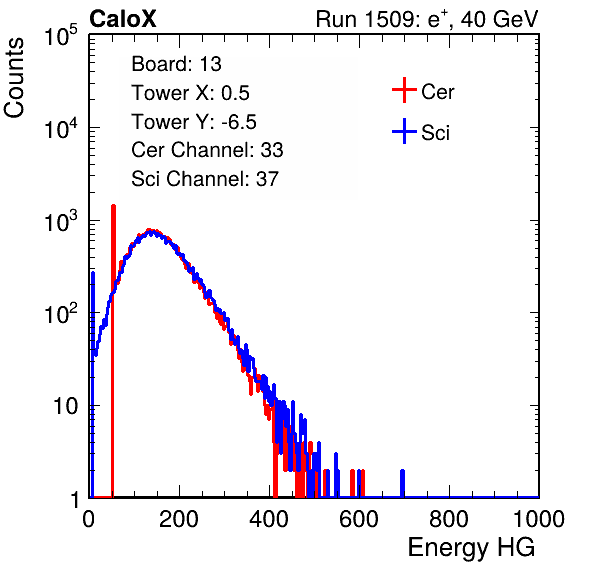 CaloX Run 1509: e⁺, 40 GeV
Counts
10⁵
10⁴
10³
10²
10
1
Board: 13
Tower X: 0.5
Tower Y: -6.5
Cer Channel: 33
Sci Channel: 37
Cer
Sci
0 200 400 600 800 1000
Energy HG